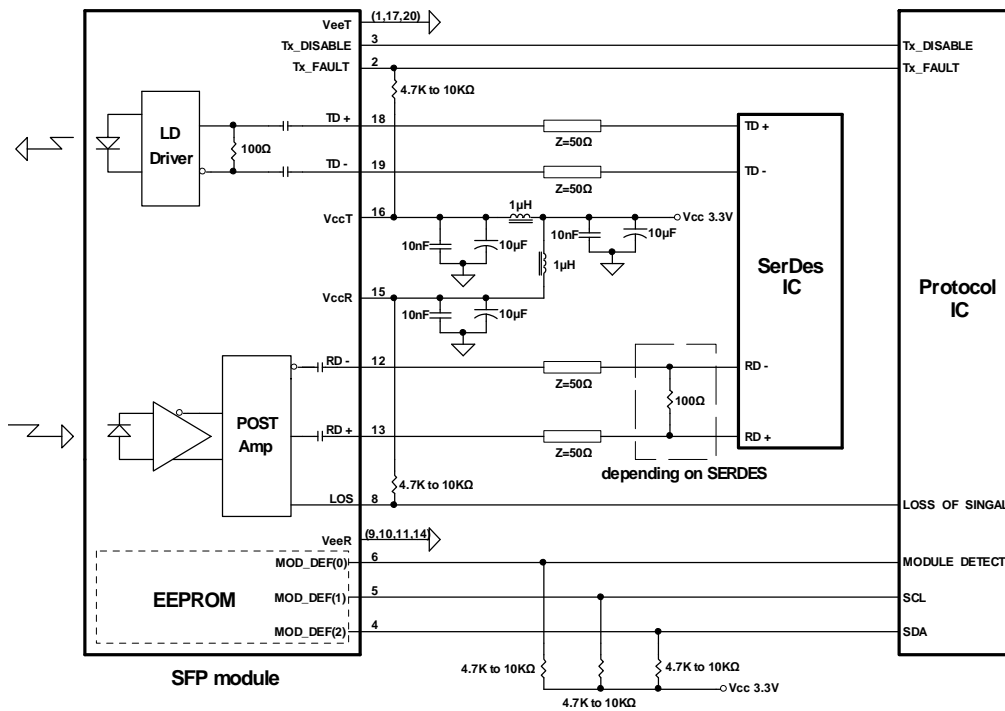 VeeT (1,17,20)
Tx_DISABLE 3 Tx_DISABLE
Tx_FAULT 2 Tx_FAULT
4.7K to 10KΩ
TD + 18 TD +
Z=50Ω
LD
Driver
100Ω
TD - 19 TD -
Z=50Ω
1µH
VccT 16 Vcc 3.3V
10nF 10µF 10nF 10µF
1µH
SerDes
IC
Protocol
IC
VccR 15
10nF 10µF
RD - 12 RD -
Z=50Ω
100Ω
POST
Amp
RD + 13 RD +
Z=50Ω
depending on SERDES
4.7K to 10KΩ
LOS 8 LOSS OF SINGAL
VeeR (9,10,11,14)
MOD_DEF(0) 6 MODULE DETECT
EEPROM
MOD_DEF(1) 5 SCL
MOD_DEF(2) 4 SDA
4.7K to 10KΩ 4.7K to 10KΩ
SFP module
Vcc 3.3V
4.7K to 10KΩ